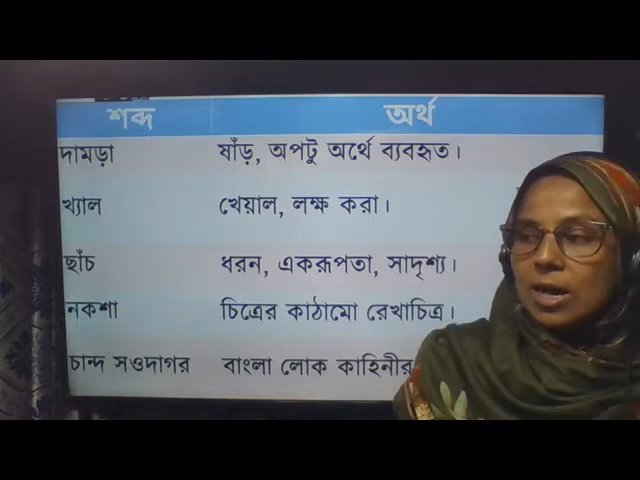 শব্দ অর্থ
দামড়া ষাঁড়, অপটু অর্থে ব্যবহৃত।
খ্যাল খেয়াল, লক্ষ করা।
ছাঁচ ধরন, একরূপতা, সাদৃশ্য।
নকশা চিত্রের কাঠামো রেখাচিত্র।
চান্দ সওদাগর বাংলা লোক কাহিনীর